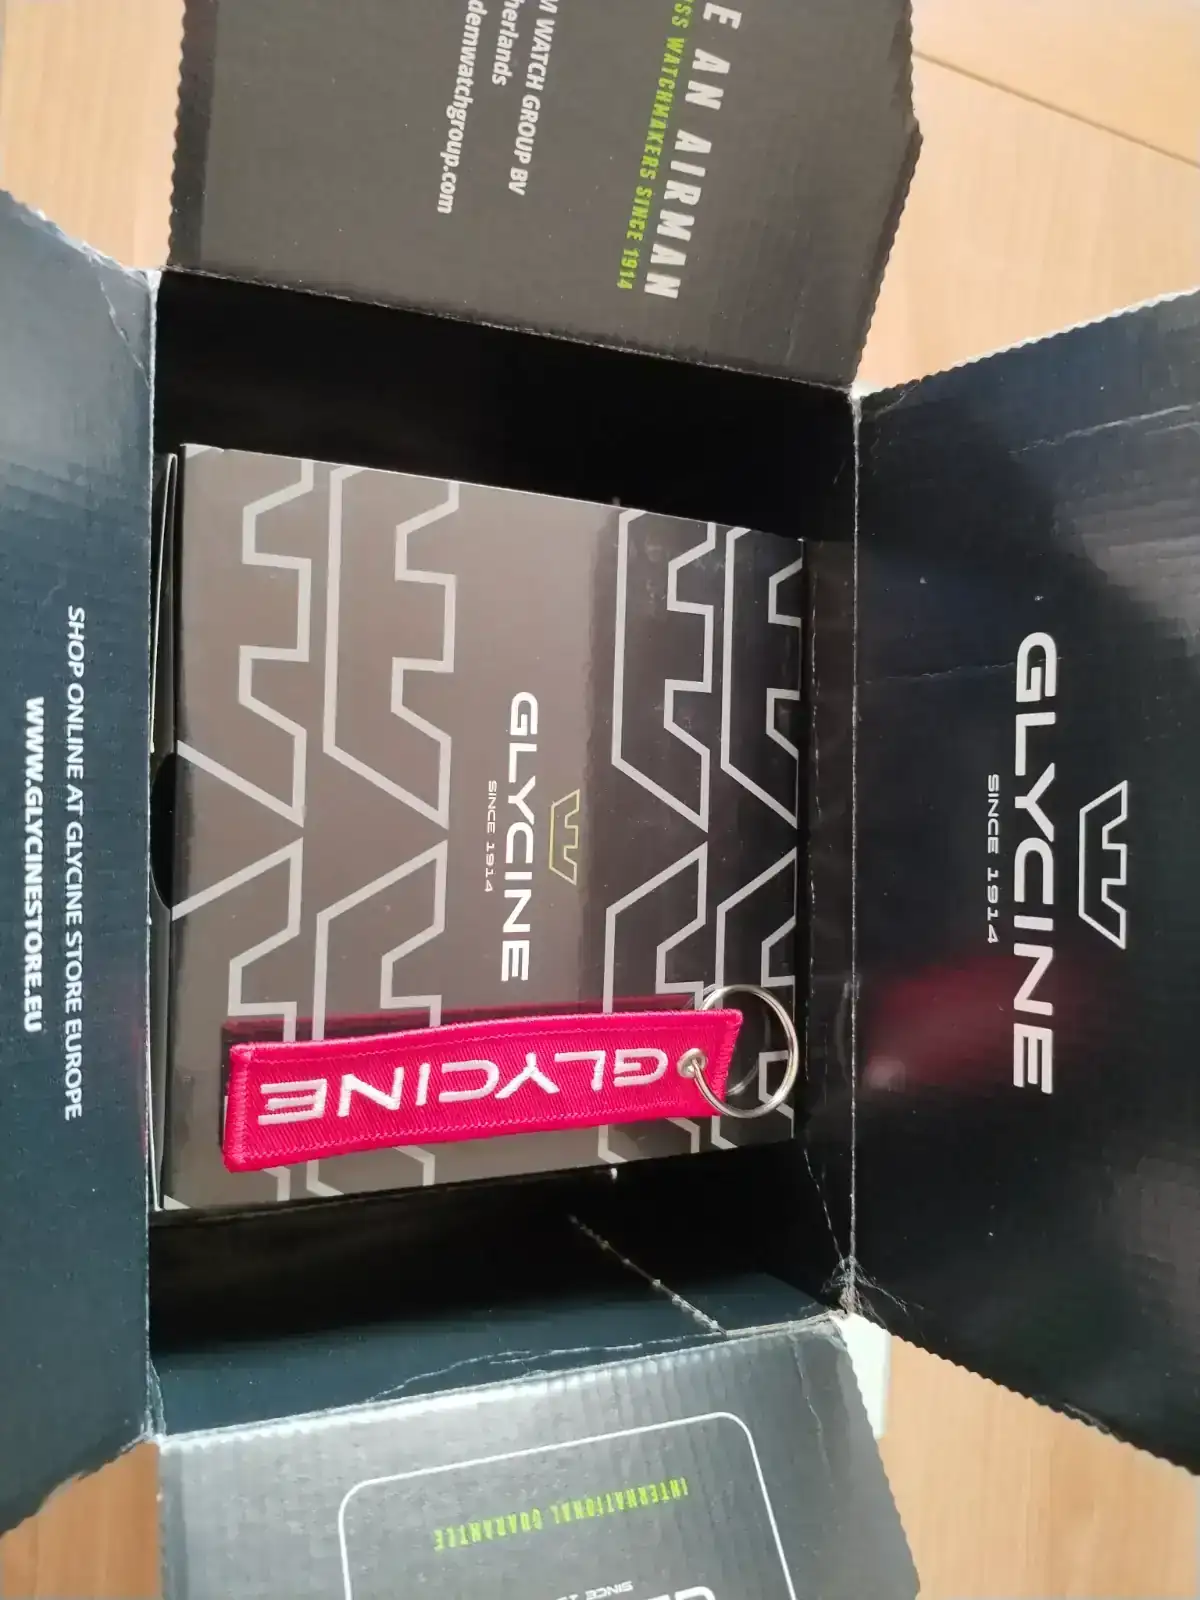 E AN AIRMAN
SS WATCHMAKERS SINCE 1914
M WATCH GROUP BV
herlands
demwatchgroup.com
GLYCINE
SINCE 1914
GLYCINE
SINCE 1914
GLYCINE
SHOP ONLINE AT GLYCINE STORE EUROPE
WWW.GLYCINESTORE.EU
INTERNATIONAL GUARANTEE
SINCE